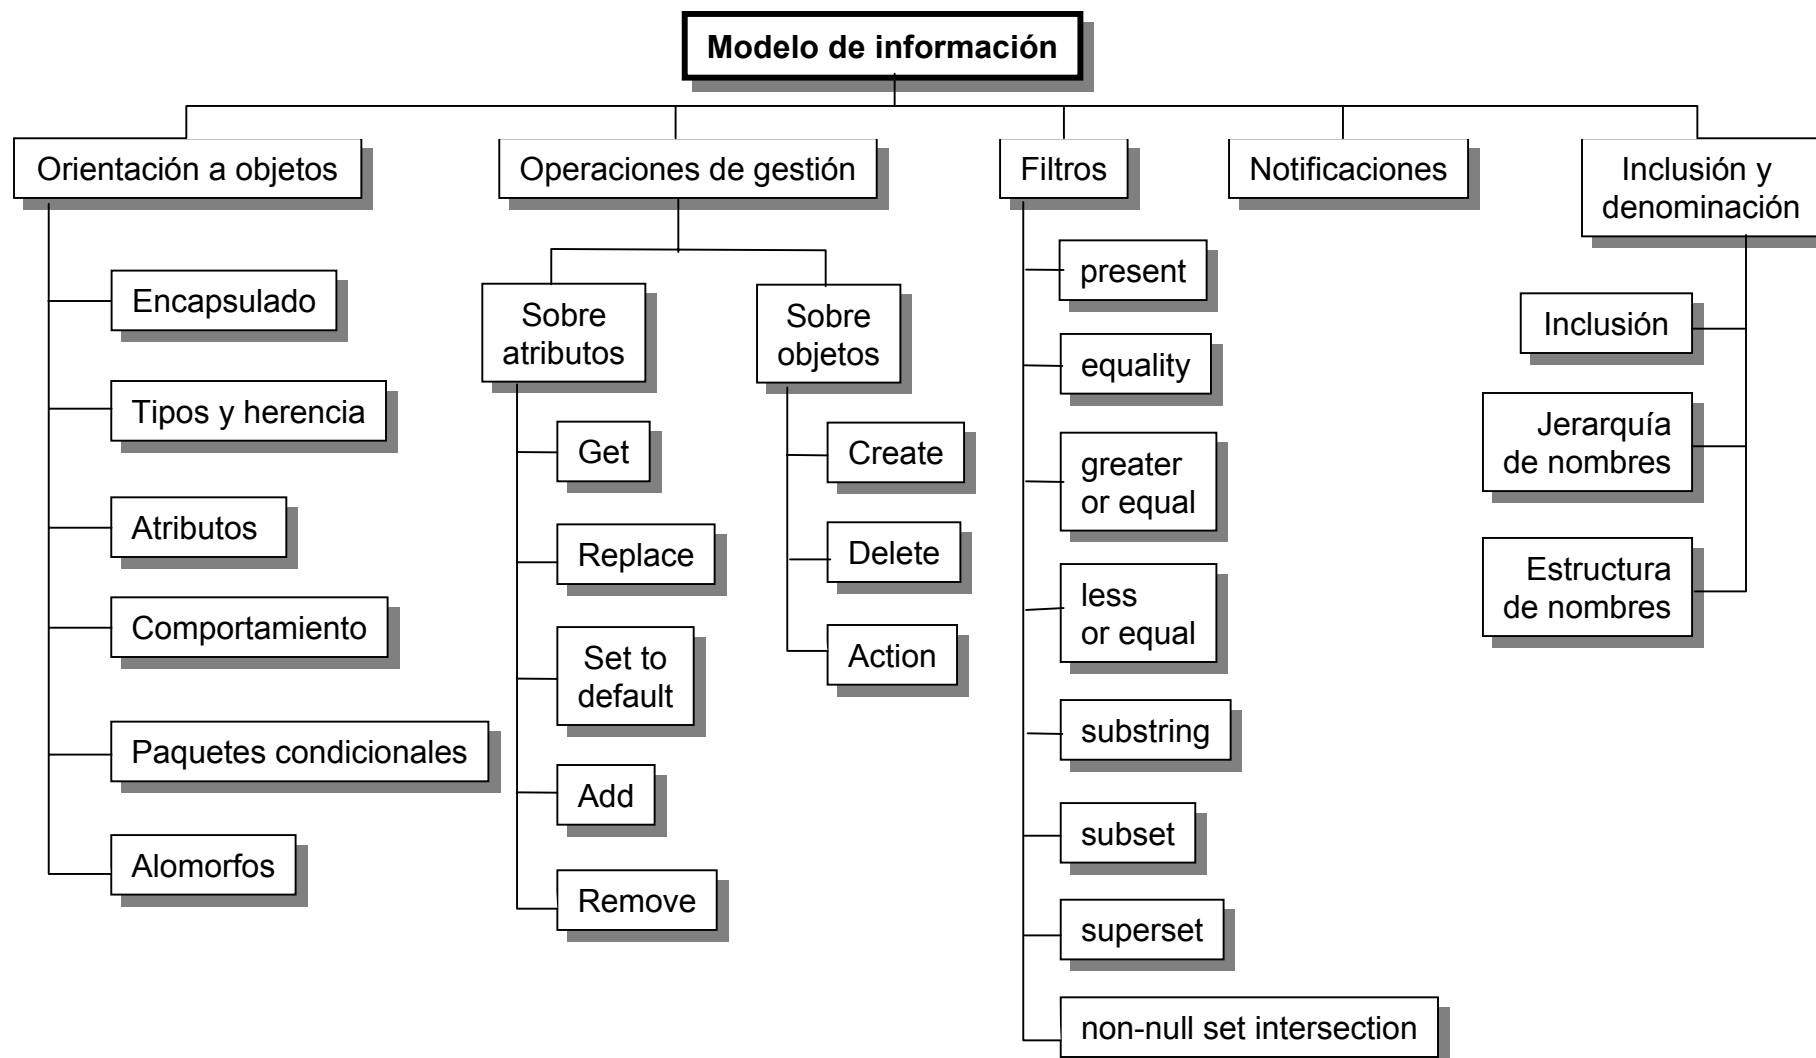 Modelo de información
Orientación a objetos
Encapsulado
Tipos y herencia
Atributos
Comportamiento
Paquetes condicionales
Alomorfos
Operaciones de gestión
Sobre
atributos
Get
Replace
Set to
default
Add
Remove
Sobre
objetos
Create
Delete
Action
Filtros
present
equality
greater
or equal
less
or equal
substring
subset
superset
non-null set intersection
Notificaciones
Inclusión y
denominación
Inclusión
Jerarquía
de nombres
Estructura
de nombres